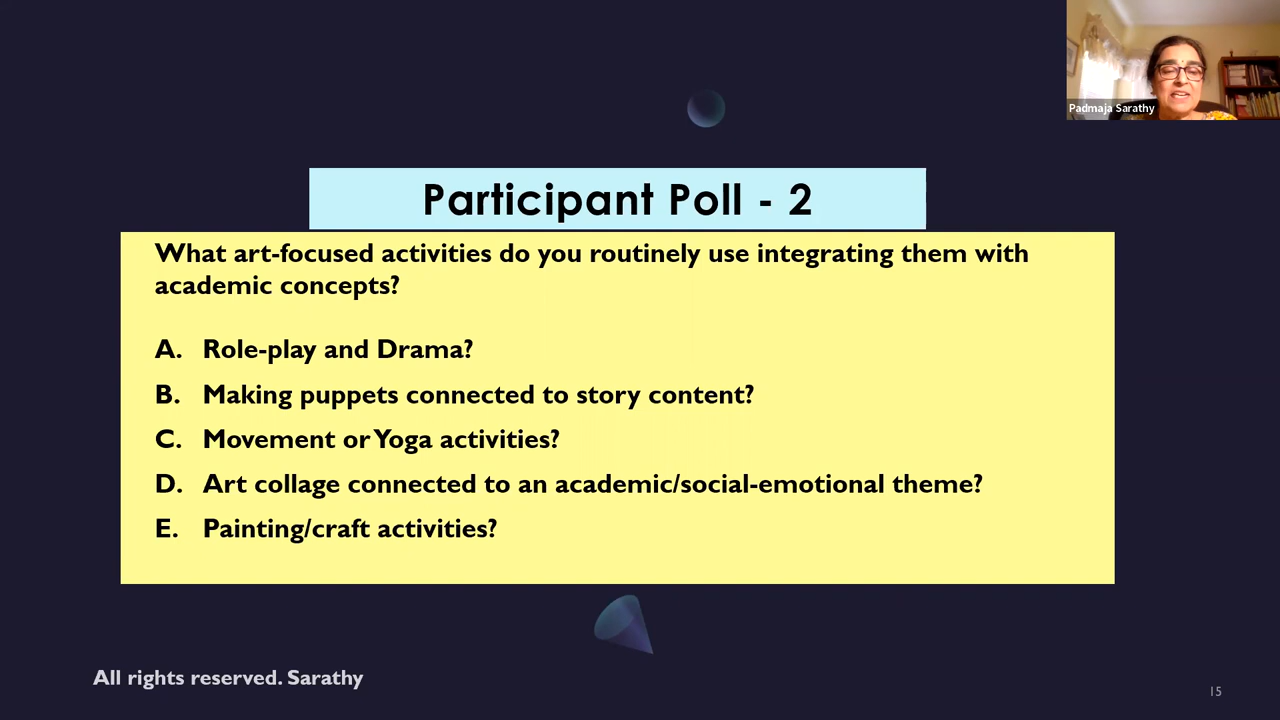 Padmaja Sarathy
Participant Poll - 2
What art-focused activities do you routinely use integrating them with
academic concepts?
A. Role-play and Drama?
B. Making puppets connected to story content?
C. Movement or Yoga activities?
D. Art collage connected to an academic/social-emotional theme?
E. Painting/craft activities?
All rights reserved. Sarathy
15